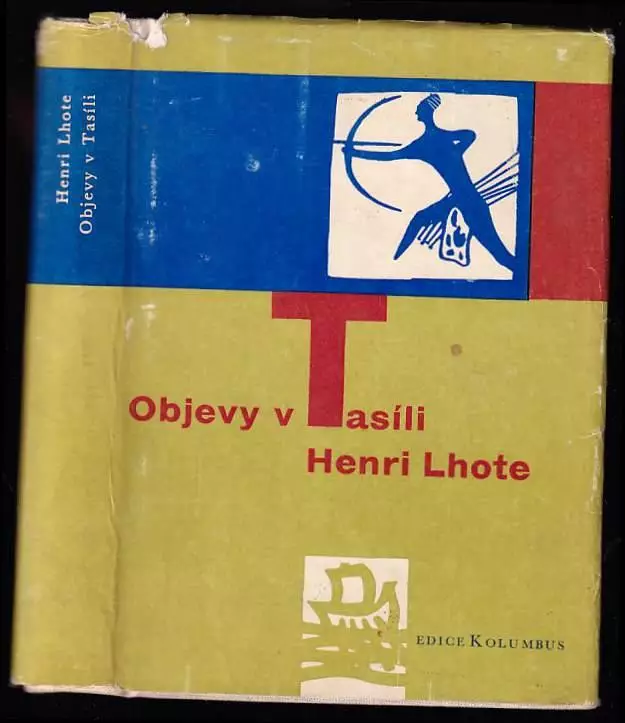 Henri Lhote
Objevy v Tasíli
Objevy v Tasíli
Henri Lhote
EDICE KOLUMBUS